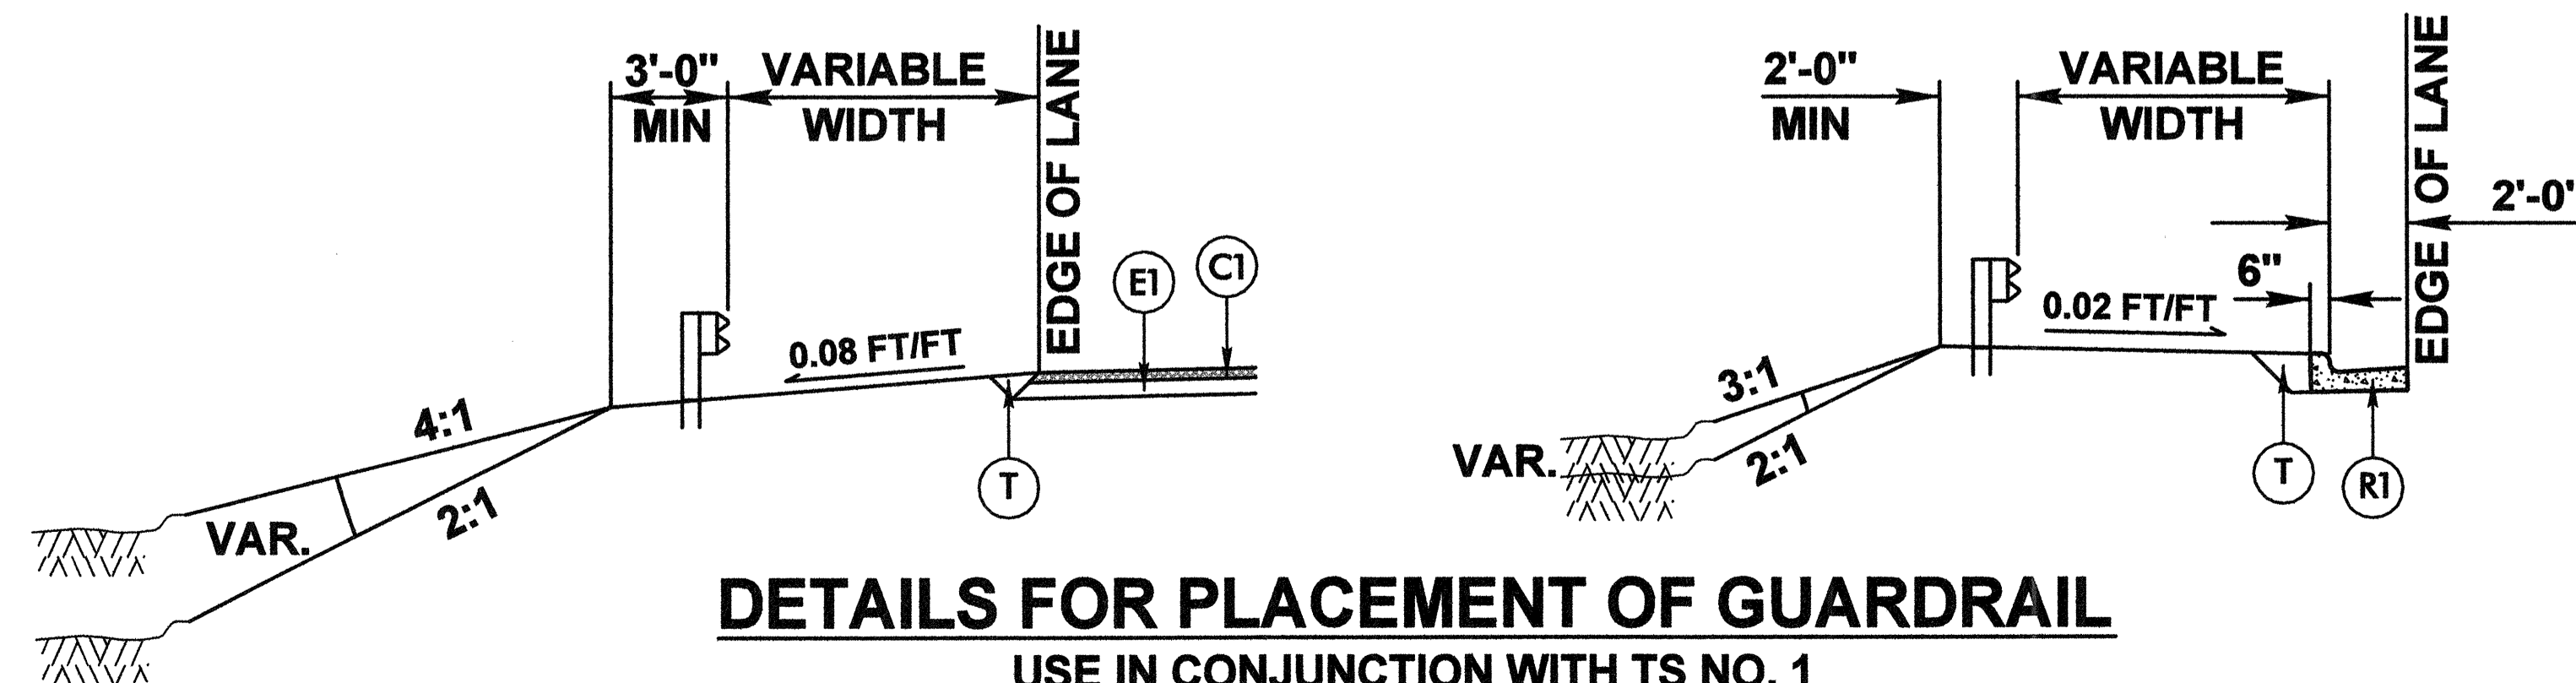 3'-0"
MIN
VARIABLE
WIDTH
EDGE OF LANE
E1
C1
0.08 FT/FT
4:1
2:1
VAR.
T
2'-0"
MIN
VARIABLE
WIDTH
EDGE OF LANE
2'-0"
6"
0.02 FT/FT
3:1
2:1
VAR.
T
R1
DETAILS FOR PLACEMENT OF GUARDRAIL
USE IN CONJUNCTION WITH TS NO. 1